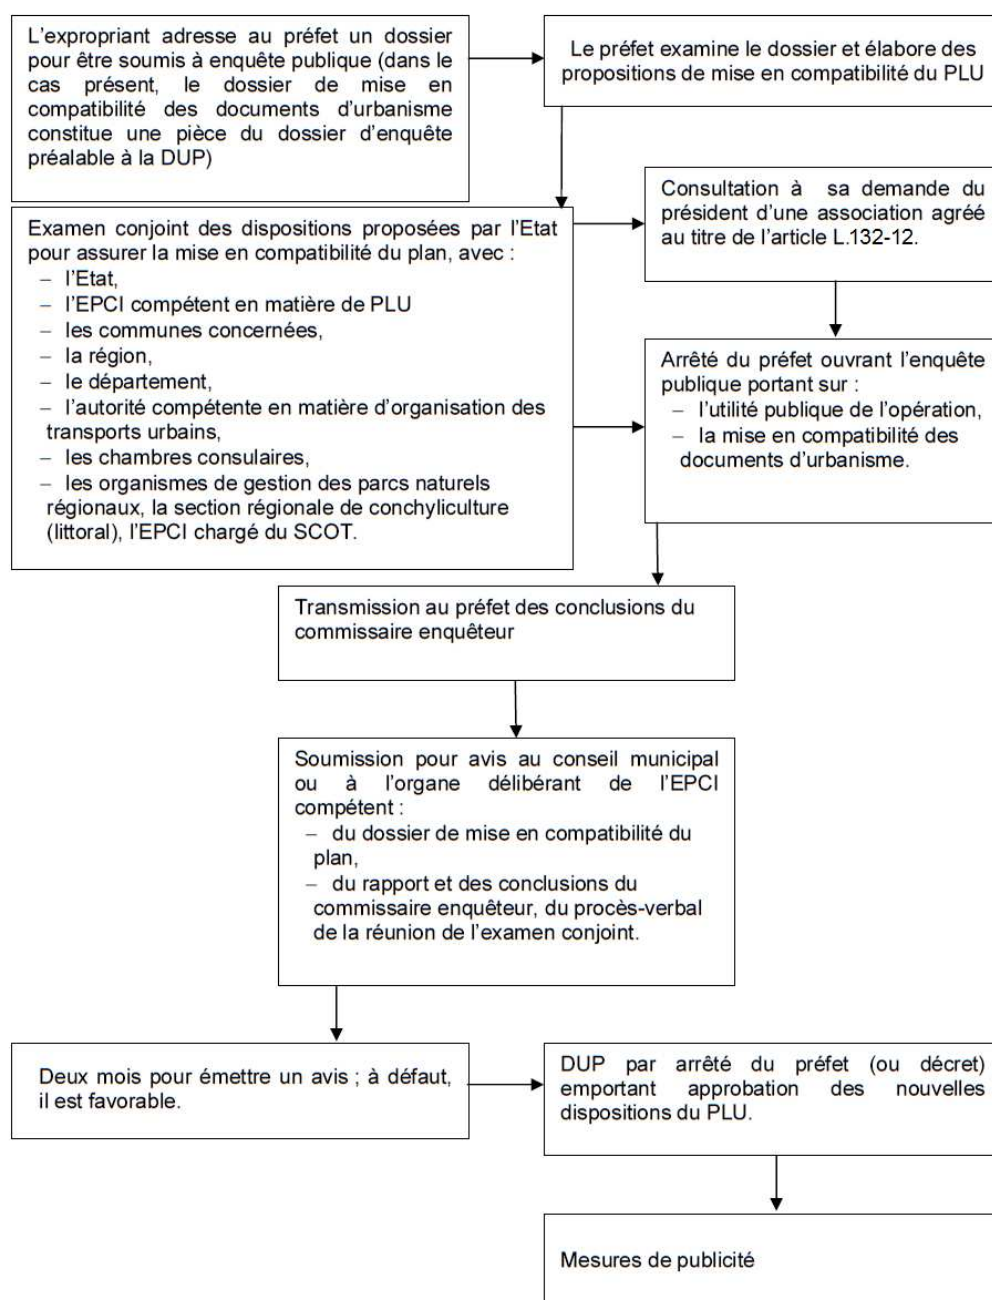 L'expropriant adresse au préfet un dossier
pour être soumis à enquête publique (dans le
cas présent, le dossier de mise en
compatibilité des documents d'urbanisme
constitue une pièce du dossier d'enquête
préalable à la DUP)
Le préfet examine le dossier et élabore des
propositions de mise en compatibilité du PLU
Consultation à sa demande du
président d'une association agréé
au titre de l'article L.132-12.
Examen conjoint des dispositions proposées par l'Etat
pour assurer la mise en compatibilité du plan, avec :
– l'Etat,
– l'EPCI compétent en matière de PLU
– les communes concernées,
– la région,
– le département,
– l'autorité compétente en matière d'organisation des
transports urbains,
– les chambres consulaires,
– les organismes de gestion des parcs naturels
régionaux, la section régionale de conchyliculture
(littoral), l'EPCI chargé du SCOT.
Arrêté du préfet ouvrant l'enquête
publique portant sur :
– l'utilité publique de l'opération,
– la mise en compatibilité des
documents d'urbanisme.
Transmission au préfet des conclusions du
commissaire enquêteur
Soumission pour avis au conseil municipal
ou à l'organe délibérant de l'EPCI
compétent :
– du dossier de mise en compatibilité du
plan,
– du rapport et des conclusions du
commissaire enquêteur, du procès-verbal
de la réunion de l'examen conjoint.
Deux mois pour émettre un avis ; à défaut,
il est favorable.
DUP par arrêté du préfet (ou décret)
emportant approbation des nouvelles
dispositions du PLU.
Mesures de publicité